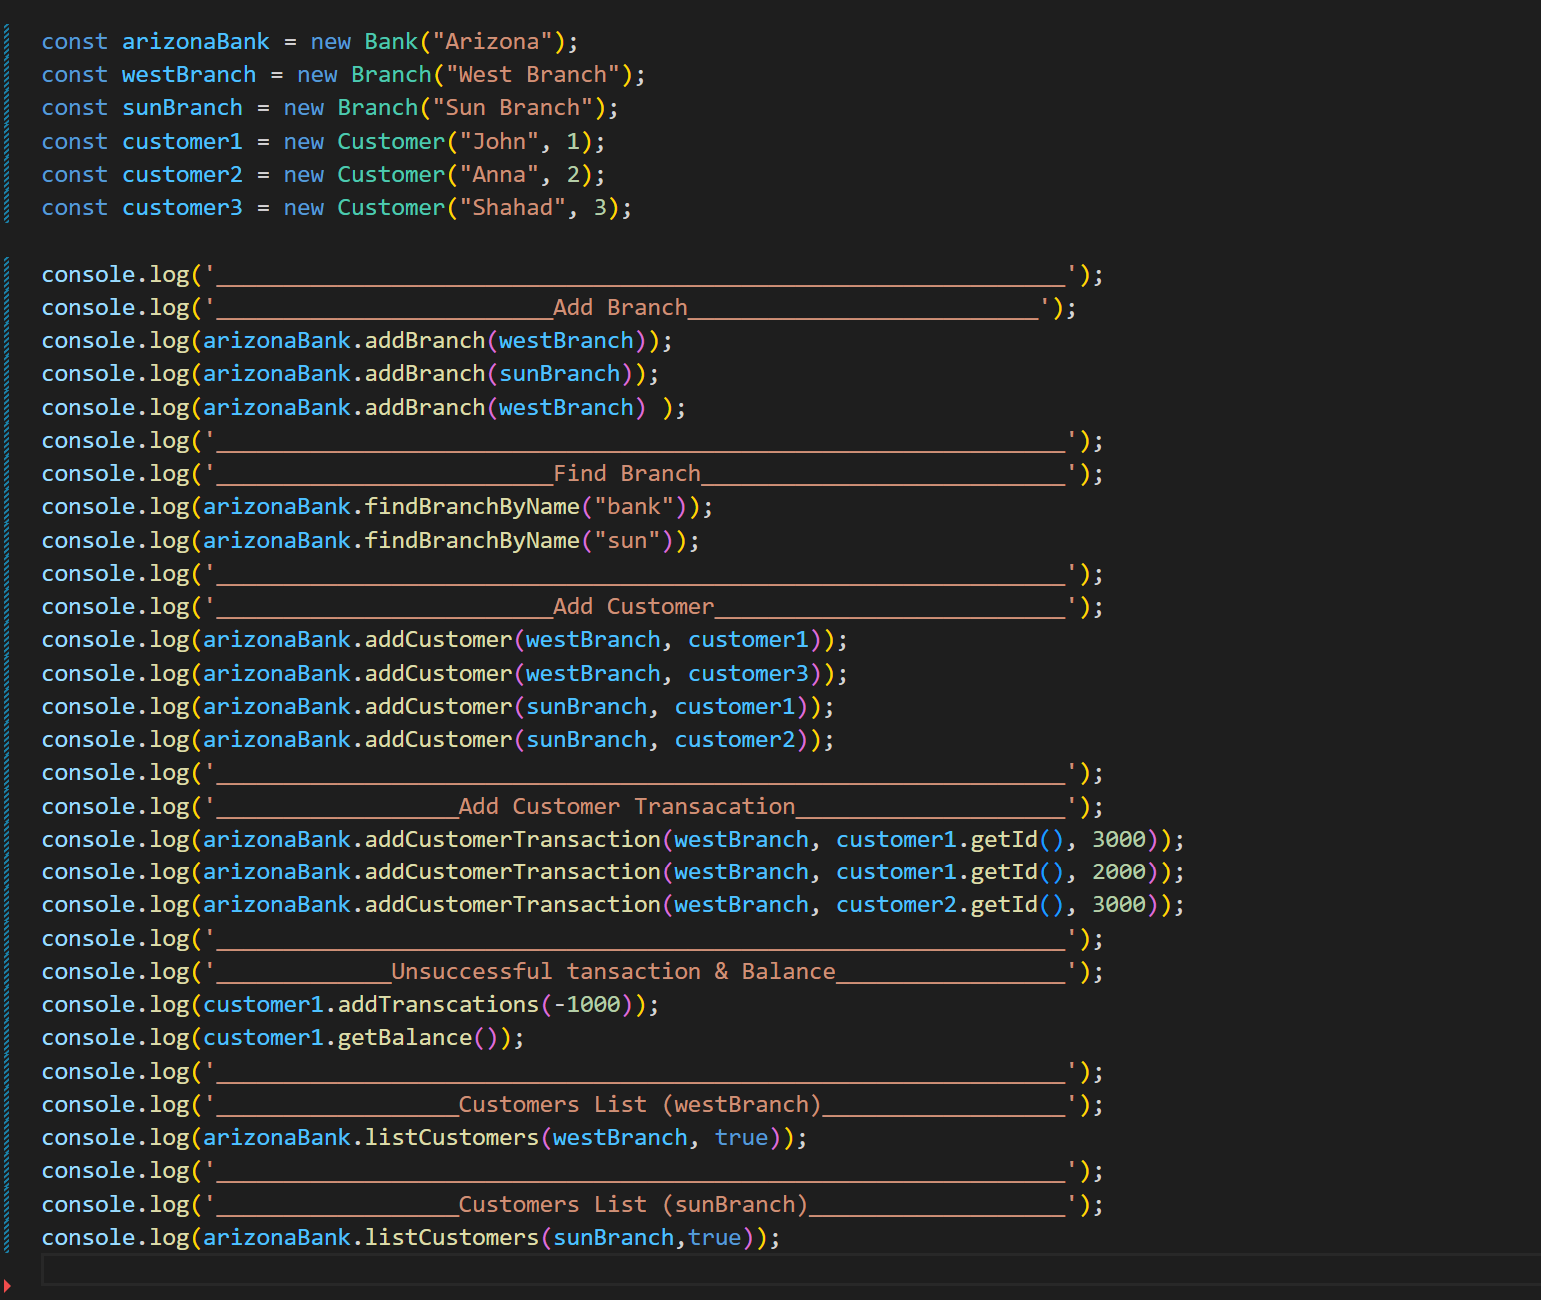 const arizonaBank = new Bank("Arizona");
const westBranch = new Branch("West Branch");
const sunBranch = new Branch("Sun Branch");
const customer1 = new Customer("John", 1);
const customer2 = new Customer("Anna", 2);
const customer3 = new Customer("Shahad", 3);
console.log('_______________________________________________________________');
console.log('_________________________Add Branch__________________________');
console.log(arizonaBank.addBranch(westBranch));
console.log(arizonaBank.addBranch(sunBranch));
console.log(arizonaBank.addBranch(westBranch) );
console.log('_______________________________________________________________');
console.log('_________________________Find Branch___________________________');
console.log(arizonaBank.findBranchByName("bank"));
console.log(arizonaBank.findBranchByName("sun"));
console.log('_______________________________________________________________');
console.log('_________________________Add Customer__________________________');
console.log(arizonaBank.addCustomer(westBranch, customer1));
console.log(arizonaBank.addCustomer(westBranch, customer3));
console.log(arizonaBank.addCustomer(sunBranch, customer1));
console.log(arizonaBank.addCustomer(sunBranch, customer2));
console.log('_______________________________________________________________');
console.log('__________________Add Customer Transacation____________________');
console.log(arizonaBank.addCustomerTransaction(westBranch, customer1.getId(), 3000));
console.log(arizonaBank.addCustomerTransaction(westBranch, customer1.getId(), 2000));
console.log(arizonaBank.addCustomerTransaction(westBranch, customer2.getId(), 3000));
console.log('_______________________________________________________________');
console.log('_____________Unsuccessful tansaction & Balance_________________');
console.log(customer1.addTranscations(-1000));
console.log(customer1.getBalance());
console.log('_______________________________________________________________');
console.log('__________________Customers List (westBranch)__________________');
console.log(arizonaBank.listCustomers(westBranch, true));
console.log('_______________________________________________________________');
console.log('__________________Customers List (sunBranch)___________________');
console.log(arizonaBank.listCustomers(sunBranch,true));